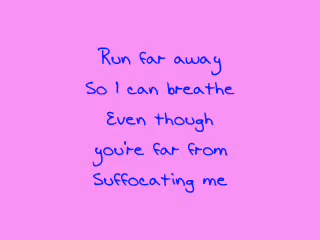 Run far away
So I can breathe
Even though
you're far from
Suffocating me